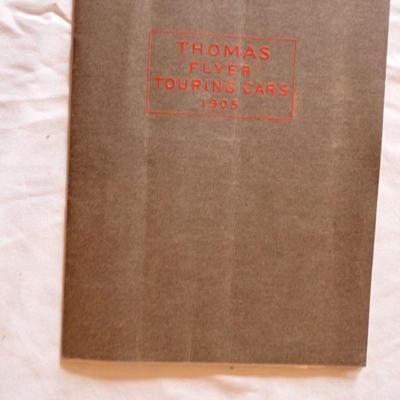 THOMAS
FLYER
TOURING CARS
1905